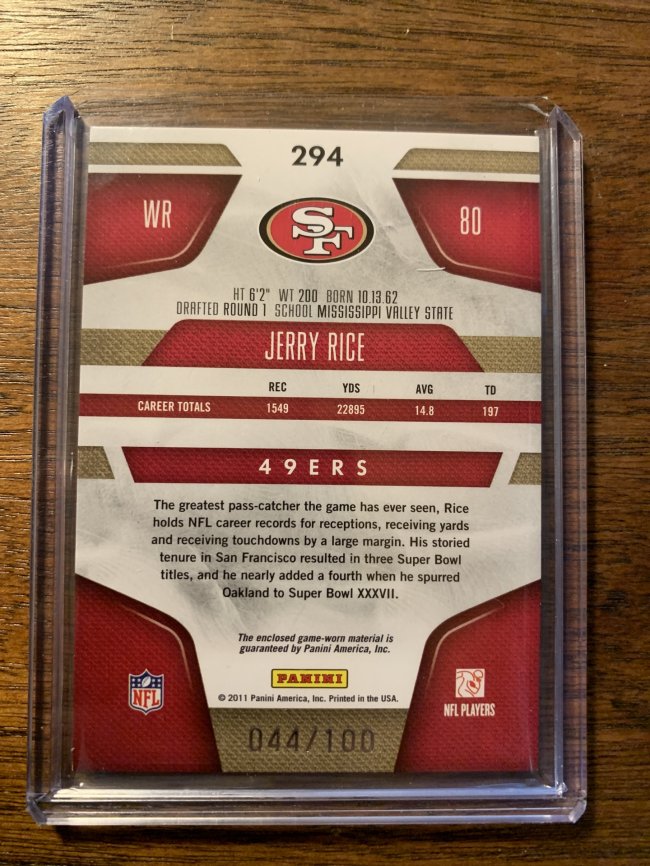 294
WR
SF
80
HT 6'2" WT 200 BORN 10.13.62
DRAFTED ROUND 1 SCHOOL MISSISSIPPI VALLEY STATE
JERRY RICE
REC YDS AVG TD
CAREER TOTALS 1549 22895 14.8 197
49ERS
The greatest pass-catcher the game has ever seen, Rice
holds NFL career records for receptions, receiving yards
and receiving touchdowns by a large margin. His storied
tenure in San Francisco resulted in three Super Bowl
titles, and he nearly added a fourth when he spurred
Oakland to Super Bowl XXXVII.
The enclosed game-worn material is
guaranteed by Panini America, Inc.
PANINI
© 2011 Panini America, Inc. Printed in the USA.
NFL
NFL PLAYERS
044/100